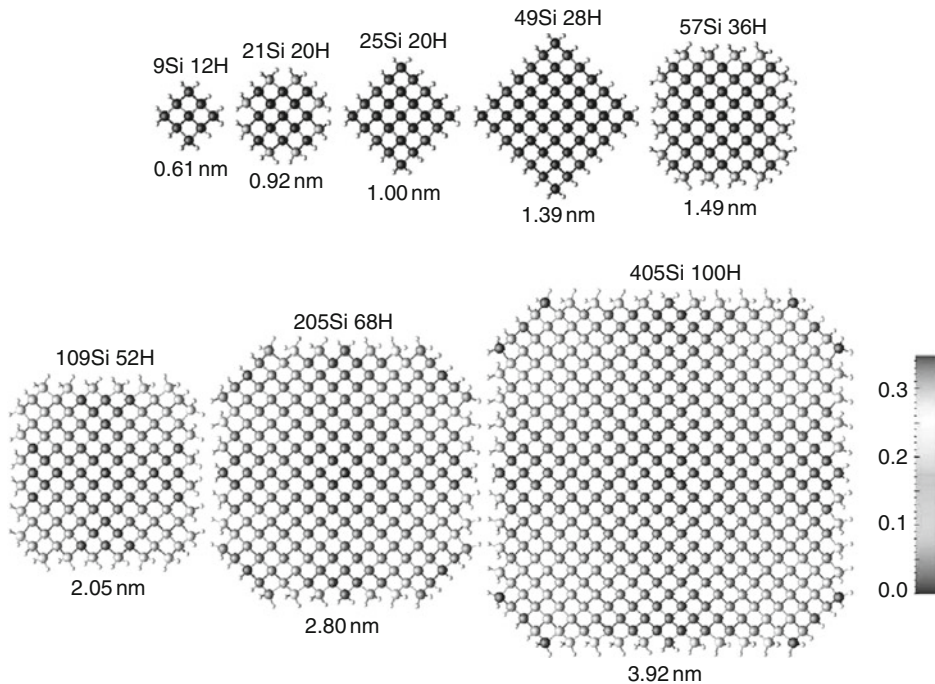 9Si 12H
21Si 20H
25Si 20H
49Si 28H
57Si 36H
0.61 nm
0.92 nm
1.00 nm
1.39 nm
1.49 nm
109Si 52H
205Si 68H
405Si 100H
2.05 nm
2.80 nm
3.92 nm
0.3
0.2
0.1
0.0